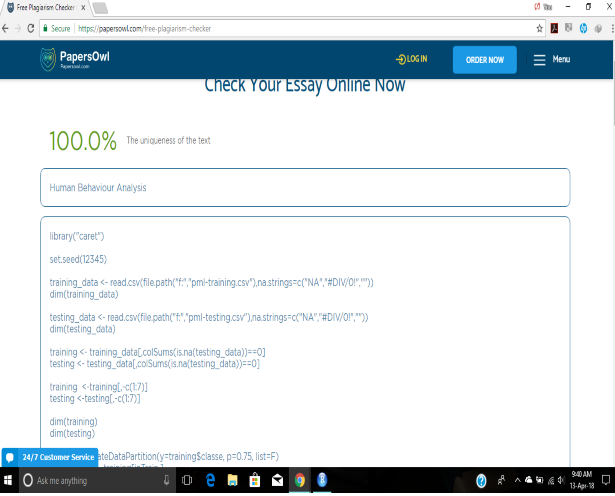 Free Plagiarism Checker
Secure https://papersowl.com/free-plagiarism-checker
PapersOwl
Papersowl.com
LOG IN
ORDER NOW
Menu
Check Your Essay Online Now
100.0% The uniqueness of the text
Human Behaviour Analysis
library("caret")
set.seed(12345)
training_data <- read.csv(file.path("f:","pml-training.csv"),na.strings=c("NA","#DIV/0!",""))
dim(training_data)
testing_data <- read.csv(file.path("f:","pml-testing.csv"),na.strings=c("NA","#DIV/0!",""))
dim(testing_data)
training <- training_data[,colSums(is.na(testing_data))==0]
testing <- testing_data[,colSums(is.na(testing_data))==0]
training <-training[,-c(1:7)]
testing <-testing[,-c(1:7)]
dim(training)
dim(testing)
ateDataPartition(y=training$classe, p=0.75, list=F)
24/7 Customer Service
Ask me anything
9:40 AM
13-Apr-18